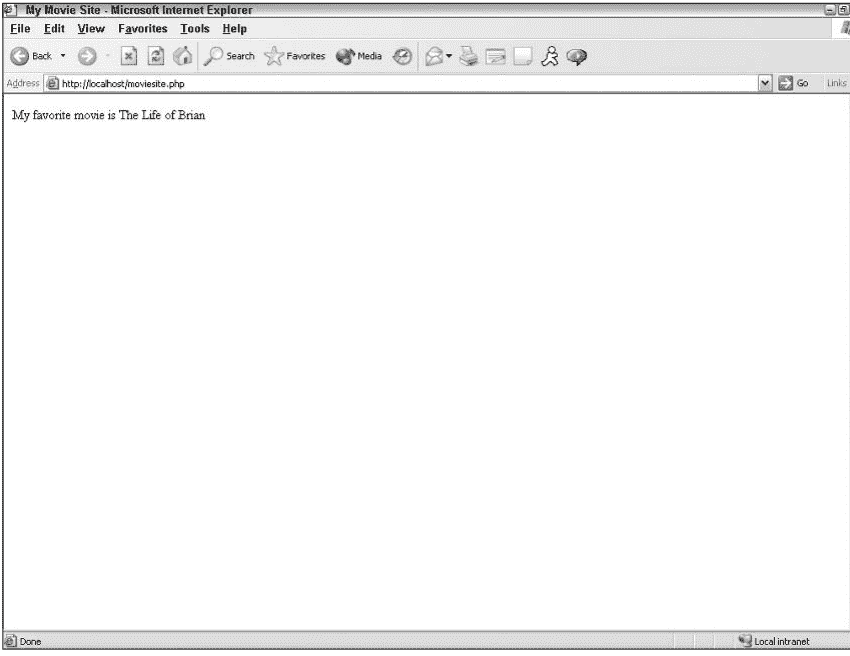 My Movie Site - Microsoft Internet Explorer
File Edit View Favorites Tools Help
Back Search Favorites Media
Address http://localhost/moviesite.php Go Links
My favorite movie is The Life of Brian
Done Local intranet